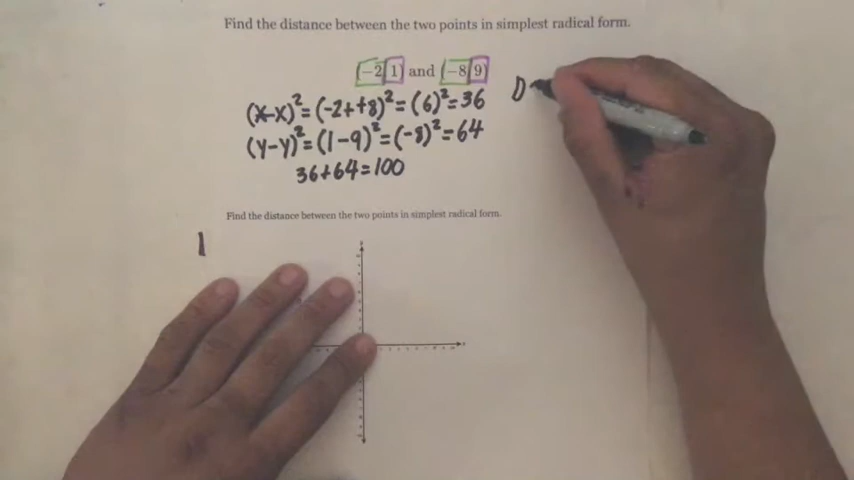 Find the distance between the two points in simplest radical form.
(-2,1) and (-8,9)
(x-x)²=(-2++8)²=(6)²=36
D
(y-y)²=(1-9)²=(-8)²=64
36+64=100
Find the distance between the two points in simplest radical form.
1